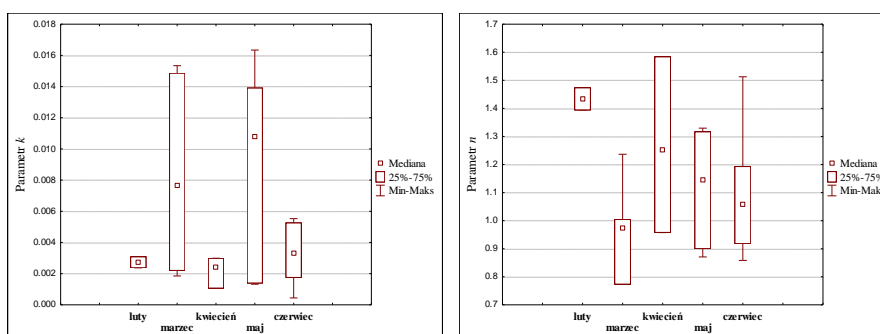 0.018
0.016
0.014
0.012
0.010
0.008
0.006
0.004
0.002
0.000
Parametr k
luty
marzec
kwiecień
maj
czerwiec
Mediana
25%-75%
Min-Maks
1.7
1.6
1.5
1.4
1.3
1.2
1.1
1.0
0.9
0.8
0.7
Parametr n
luty
marzec
kwiecień
maj
czerwiec
Mediana
25%-75%
Min-Maks